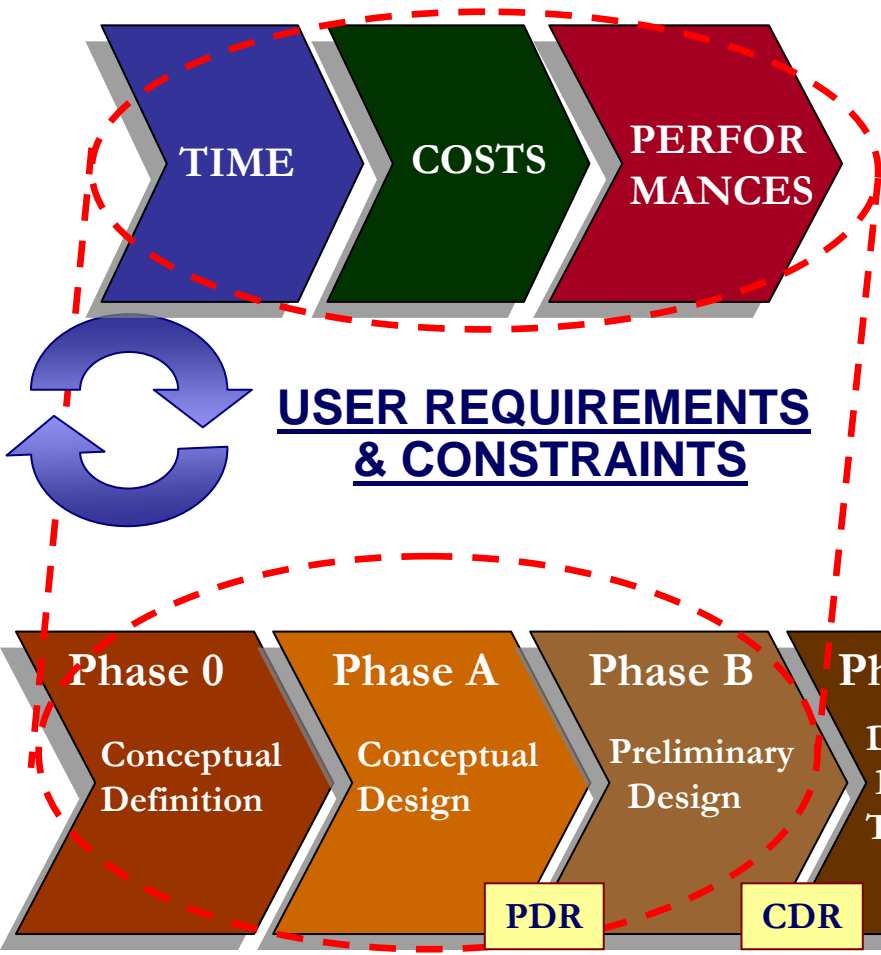 TIME
COSTS
PERFOR
MANCES
USER REQUIREMENTS
& CONSTRAINTS
Phase 0
Conceptual
Definition
Phase A
Conceptual
Design
Phase B
Preliminary
Design
PDR
CDR